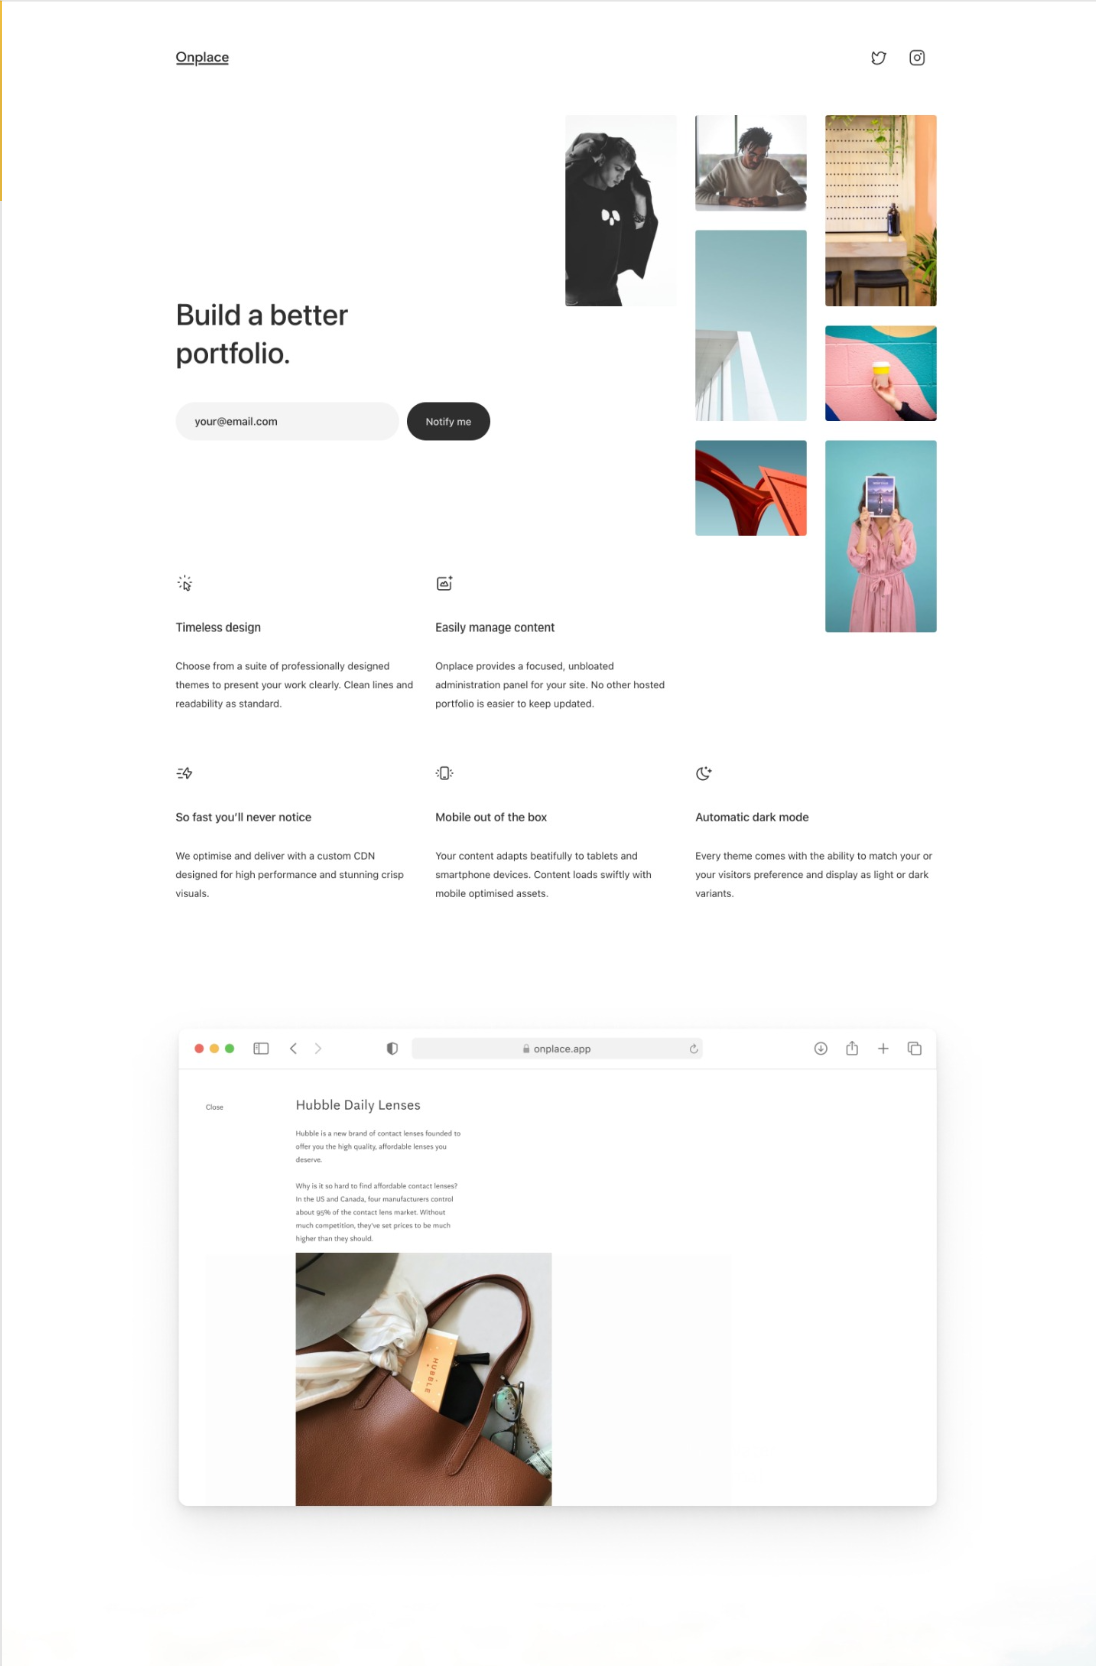 Onplace
Build a better
portfolio.
your@email.com
Notify me
Timeless design
Choose from a suite of professionally designed
themes to present your work clearly. Clean lines and
readability as standard.
Easily manage content
Onplace provides a focused, unbloated
administration panel for your site. No other hosted
portfolio is easier to keep updated.
So fast you'll never notice
We optimise and deliver with a custom CDN
designed for high performance and stunning crisp
visuals.
Mobile out of the box
Your content adapts beatifully to tablets and
smartphone devices. Content loads swiftly with
mobile optimised assets.
Automatic dark mode
Every theme comes with the ability to match your or
your visitors preference and display as light or dark
variants.
onplace.app
Close
Hubble Daily Lenses
Hubble is a new brand of contact lenses founded to
offer you the high quality, affordable lenses you
deserve.
Why is it so hard to find affordable contact lenses?
In the US and Canada, four manufacturers control
about 95% of the contact lens market. Without
much competition, they've set prices to be much
higher than they should.
HUBBLE